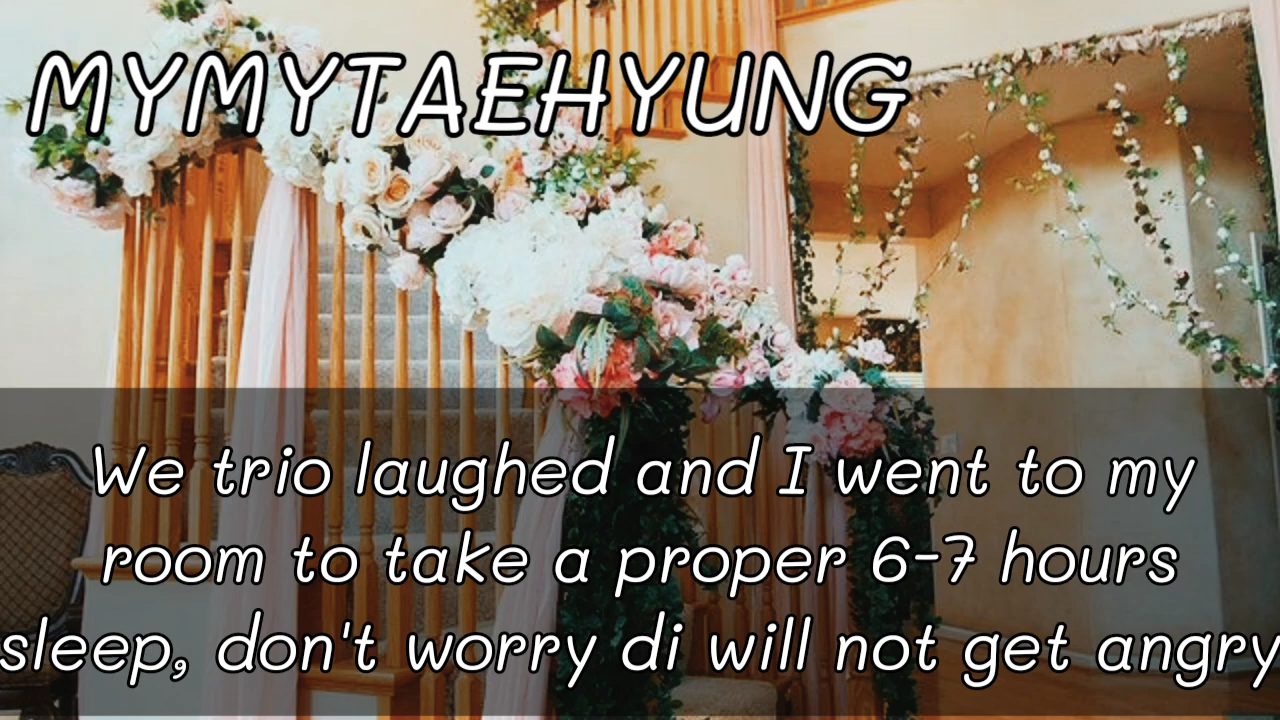 MYMYTAEHYUNG
We trio laughed and I went to my
room to take a proper 6-7 hours
sleep, don't worry di will not get angry